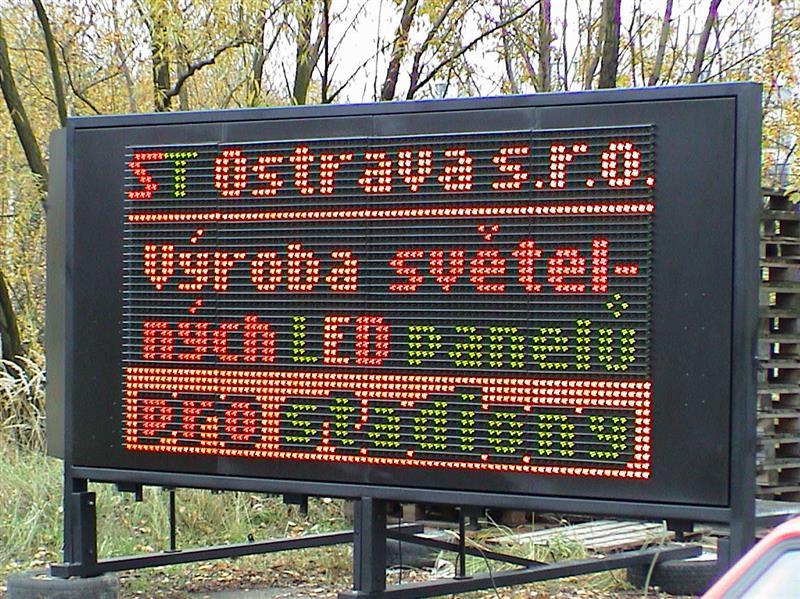 ST Ostrava s.r.o.
Výroba světel-
ných LED panelů
pro stadiony